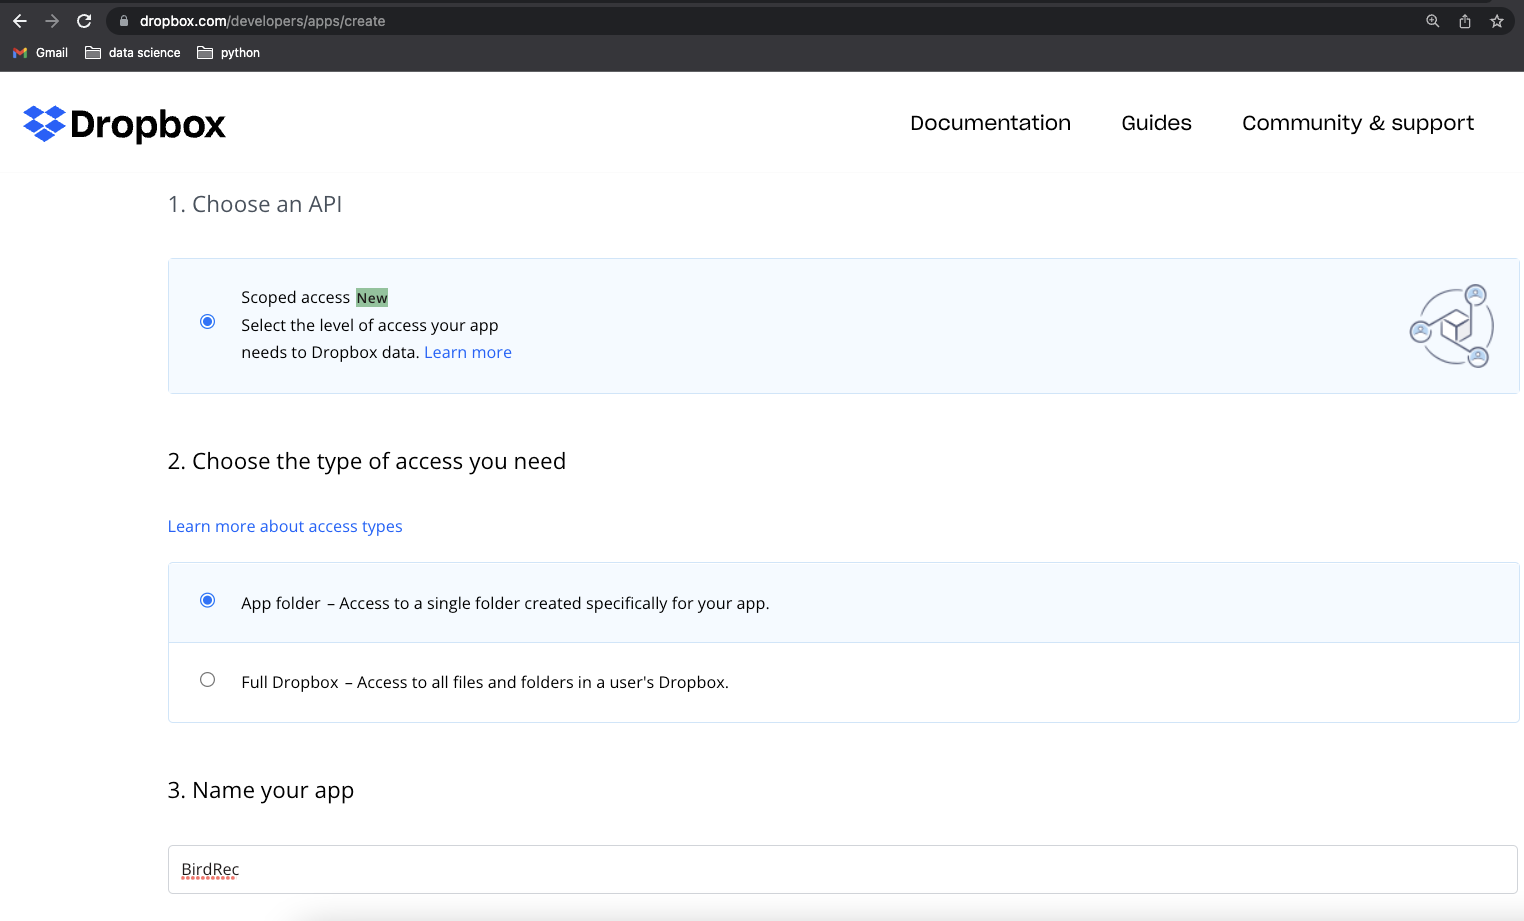 dropbox.com/developers/apps/create
Gmail data science python
Dropbox Documentation Guides Community & support
1. Choose an API
Scoped access New
Select the level of access your app
needs to Dropbox data. Learn more
2. Choose the type of access you need
Learn more about access types
App folder – Access to a single folder created specifically for your app.
Full Dropbox – Access to all files and folders in a user's Dropbox.
3. Name your app
BirdRec